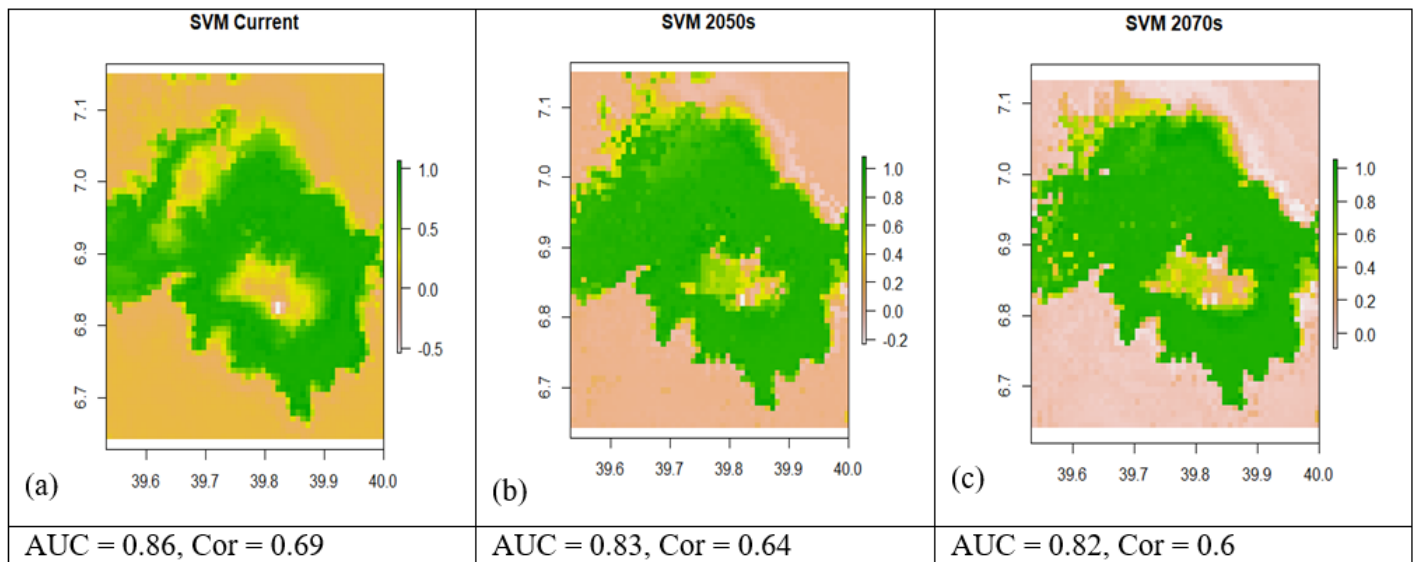 SVM Current
7.1
7.0
6.9
6.8
6.7
39.6 39.7 39.8 39.9 40.0
1.0
0.5
0.0
-0.5
(a)
SVM 2050s
7.1
7.0
6.9
6.8
6.7
39.6 39.7 39.8 39.9 40.0
1.0
0.8
0.6
0.4
0.2
0.0
-0.2
(b)
SVM 2070s
7.1
7.0
6.9
6.8
6.7
39.6 39.7 39.8 39.9 40.0
1.0
0.8
0.6
0.4
0.2
0.0
(c)
AUC = 0.86, Cor = 0.69
AUC = 0.83, Cor = 0.64
AUC = 0.82, Cor = 0.6